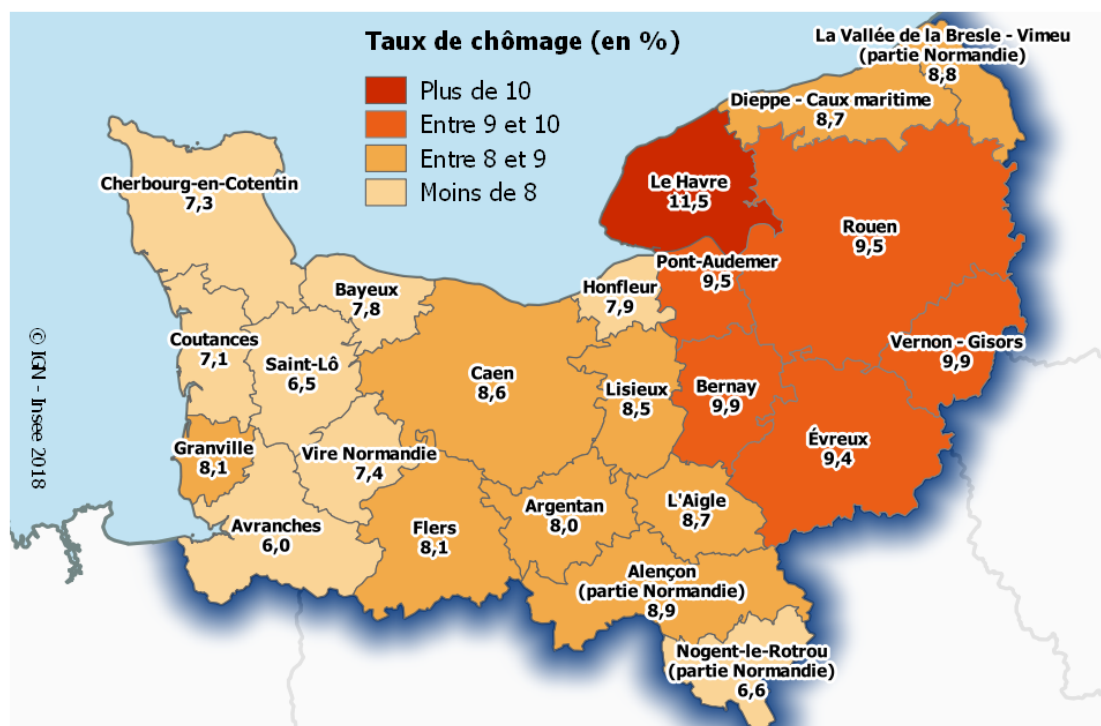 Taux de chômage (en %)
Plus de 10
Entre 9 et 10
Entre 8 et 9
Moins de 8
La Vallée de la Bresle - Vimeu
(partie Normandie)
8,8
Dieppe - Caux maritime
8,7
Cherbourg-en-Cotentin
7,3
Le Havre
11,5
Rouen
9,5
Pont-Audemer
9,5
Honfleur
7,9
Bayeux
7,8
Coutances
7,1
Saint-Lô
6,5
Caen
8,6
Lisieux
8,5
Bernay
9,9
Vernon - Gisors
9,9
Évreux
9,4
Granville
8,1
Vire Normandie
7,4
Avranches
6,0
Flers
8,1
Argentan
8,0
L'Aigle
8,7
Alençon
(partie Normandie)
8,9
Nogent-le-Rotrou
(partie Normandie)
6,6
© IGN - Insee 2018